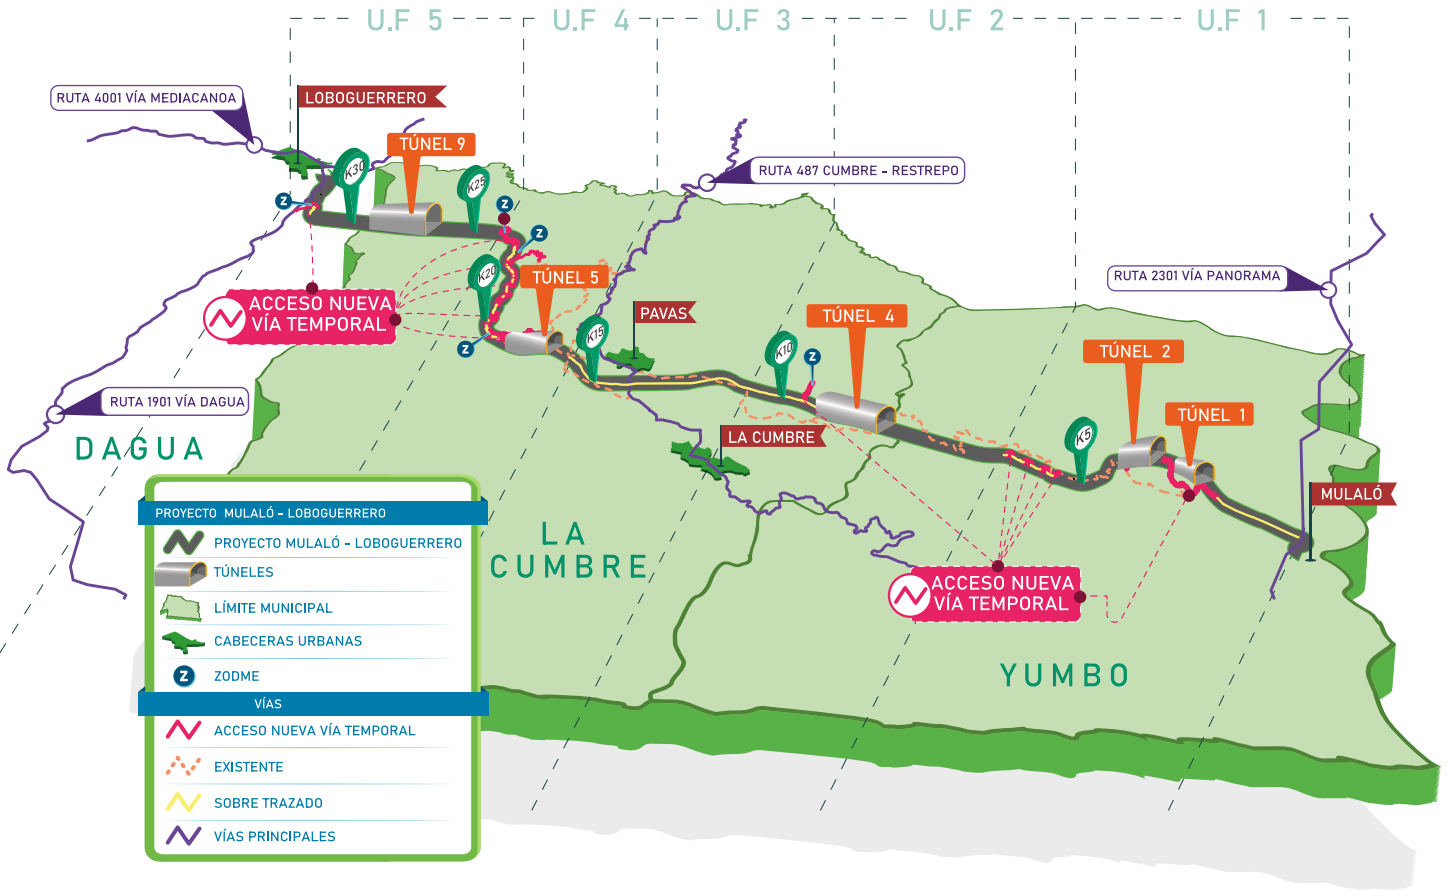 U.F 5
U.F 4
U.F 3
U.F 2
U.F 1
RUTA 4001 VÍA MEDIACANOA
LOBOGUERRERO
TÚNEL 9
K30
K25
Z
Z
Z
RUTA 487 CUMBRE - RESTREPO
K20
TÚNEL 5
RUTA 2301 VÍA PANORAMA
ACCESO NUEVA
VÍA TEMPORAL
PAVAS
TÚNEL 4
K15
K10
Z
Z
TÚNEL 2
RUTA 1901 VÍA DAGUA
TÚNEL 1
DAGUA
LA CUMBRE
K5
MULALÓ
LA
CUMBRE
ACCESO NUEVA
VÍA TEMPORAL
YUMBO
PROYECTO MULALÓ - LOBOGUERRERO
PROYECTO MULALÓ - LOBOGUERRERO
TÚNELES
LÍMITE MUNICIPAL
CABECERAS URBANAS
Z ZODME
VÍAS
ACCESO NUEVA VÍA TEMPORAL
EXISTENTE
SOBRE TRAZADO
VÍAS PRINCIPALES